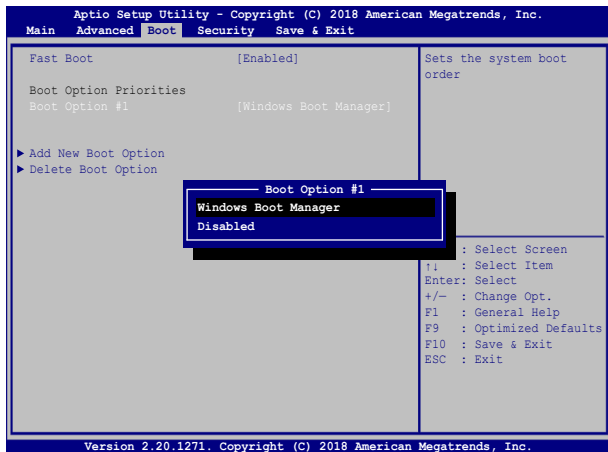 Aptio Setup Utility - Copyright (C) 2018 American Megatrends, Inc.
Main Advanced Boot Security Save & Exit
Fast Boot [Enabled]
Boot Option Priorities
Boot Option #1 [Windows Boot Manager]
▶ Add New Boot Option
▶ Delete Boot Option
Sets the system boot
order
Boot Option #1
Windows Boot Manager
Disabled
: Select Screen
↑↓ : Select Item
Enter: Select
+/— : Change Opt.
F1 : General Help
F9 : Optimized Defaults
F10 : Save & Exit
ESC : Exit
Version 2.20.1271. Copyright (C) 2018 American Megatrends, Inc.